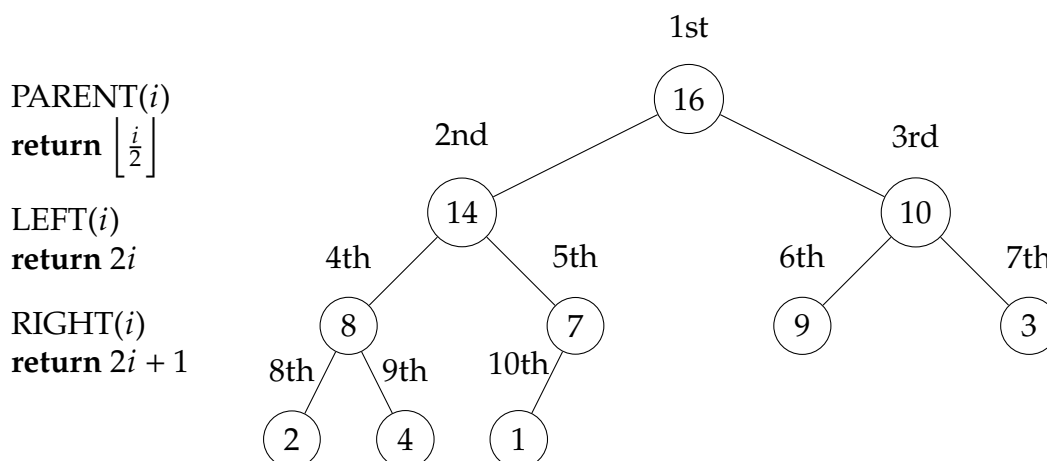 PARENT(i)
return ⌊i/2⌋
LEFT(i)
return 2i
RIGHT(i)
return 2i + 1
1st
16
2nd
3rd
14
10
4th
5th
6th
7th
8
7
9
3
8th
9th
10th
2
4
1